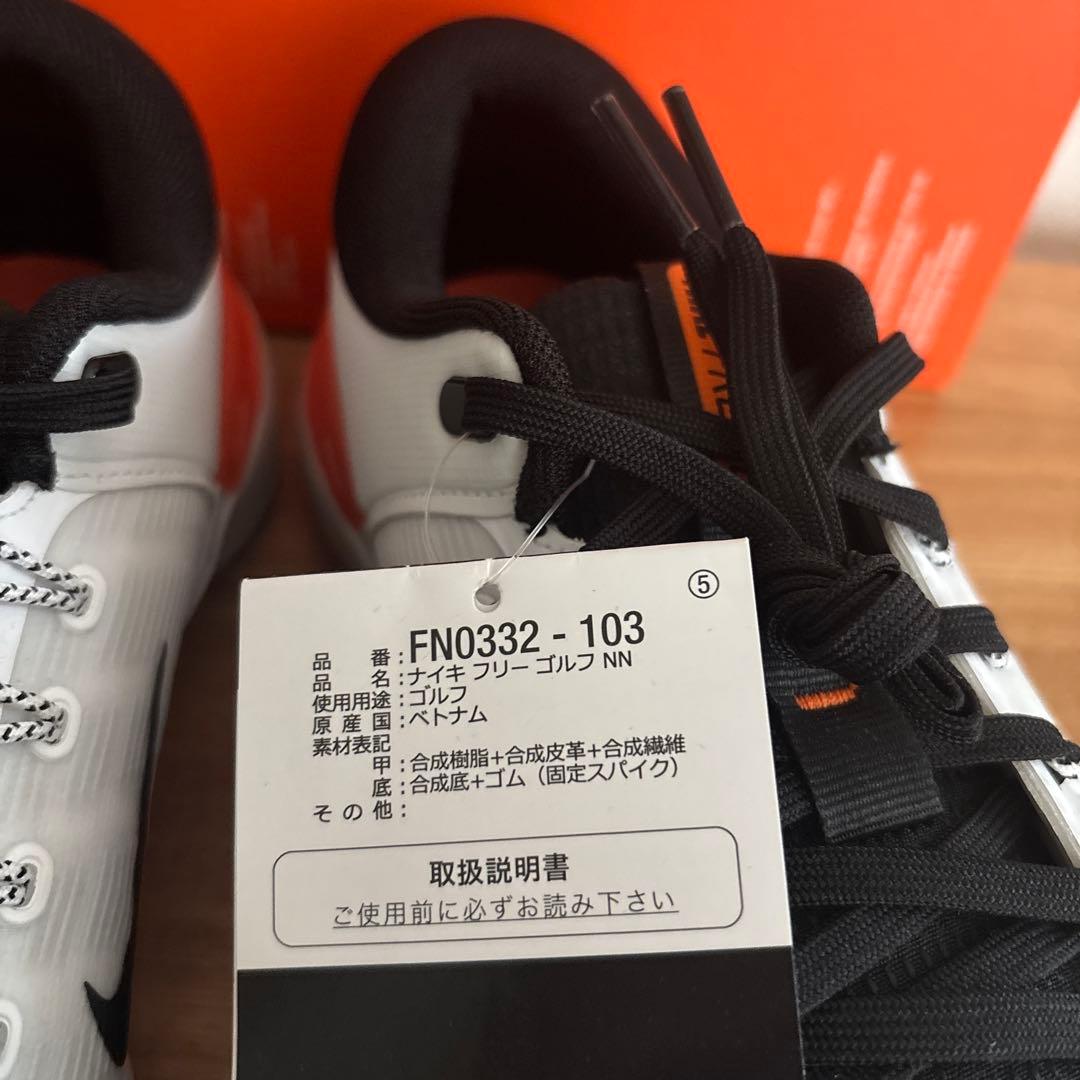 ⑤
品 番:FN0332 - 103
品 名:ナイキ フリー ゴルフ NN
使用用途:ゴルフ
原 産 国:ベトナム
素材表記
甲:合成樹脂+合成皮革+合成繊維
底:合成底+ゴム(固定スパイク)
そ の 他:
取扱説明書
ご使用前に必ずお読み下さい